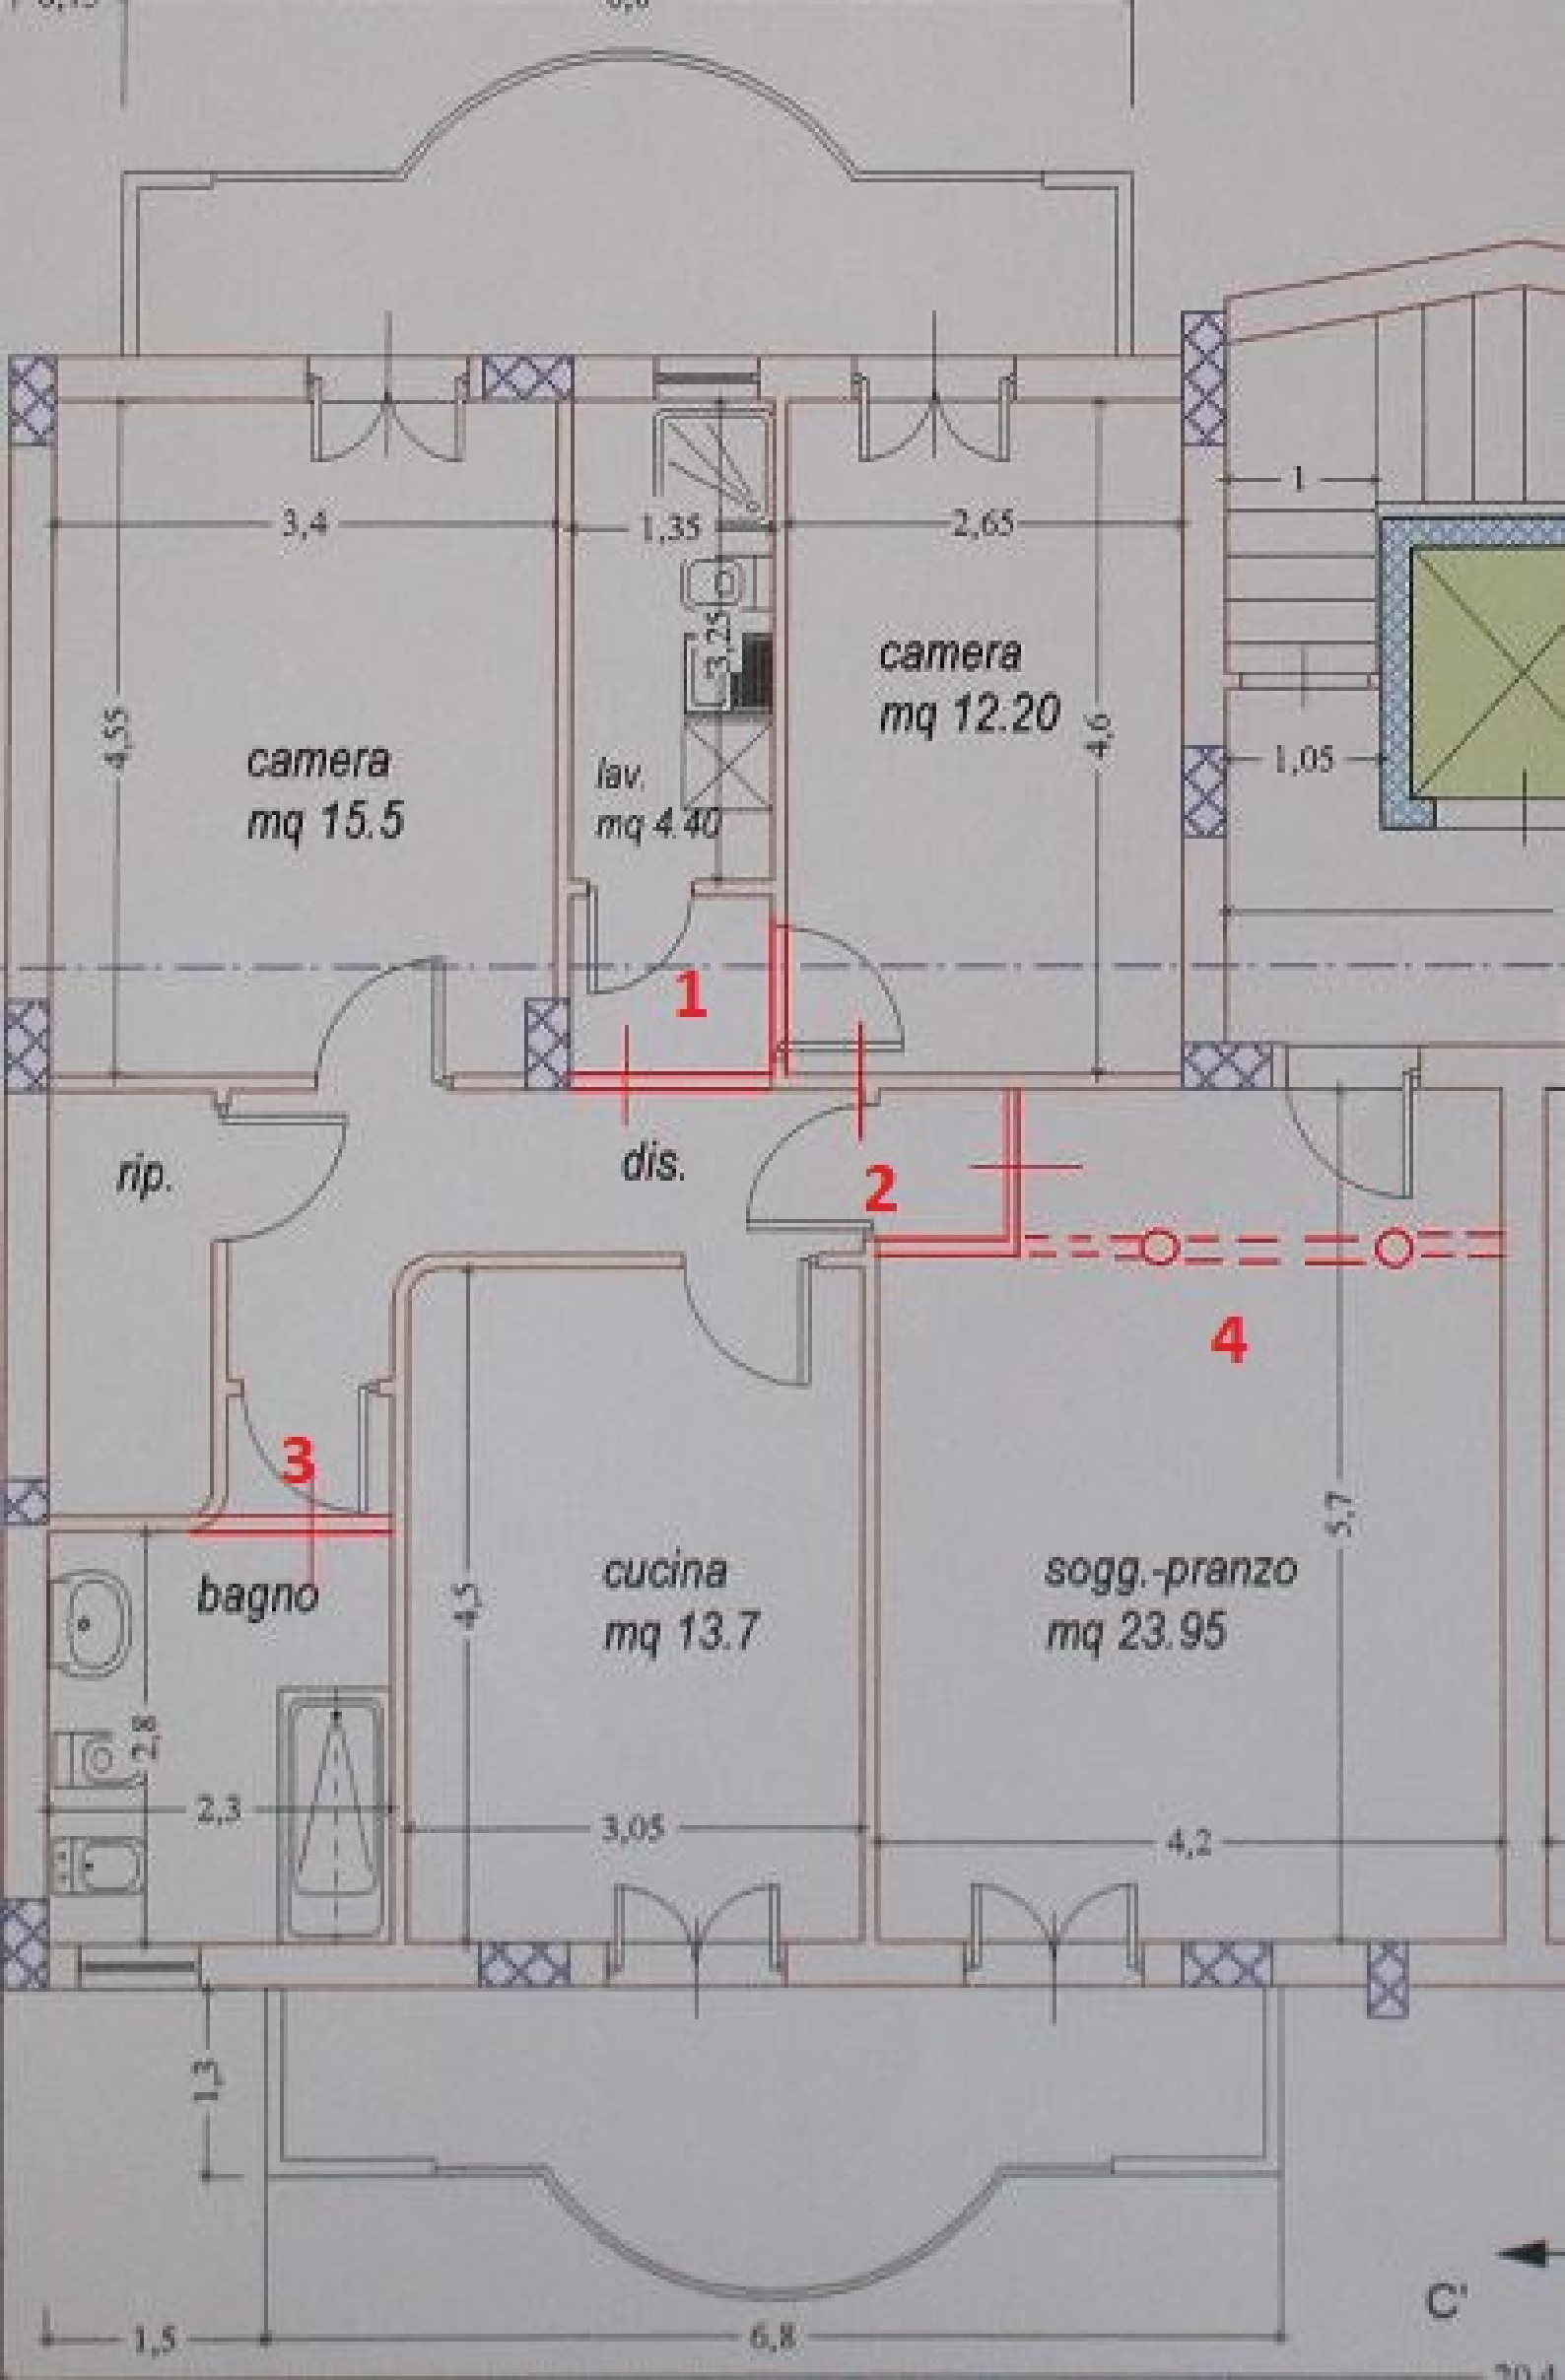 3,4
1,35
2,65
1
3,25
camera
mq 12.20
4,55
4,6
camera
mq 15.5
lav.
mq 4.40
1,05
1
rip.
dis.
2
4
3
5,7
bagno
4,5
cucina
mq 13.7
sogg.-pranzo
mq 23.95
2,8
2,3
3,05
4,2
1,3
C'
1,5
6,8